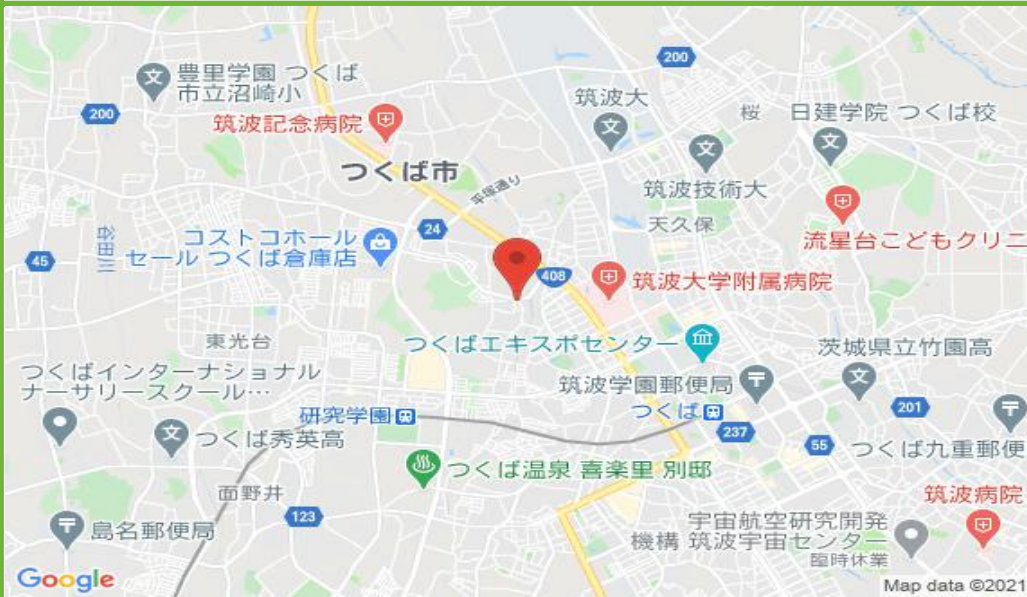 200
豊里学園 つくば
市立沼崎小
200
筑波大
桜
日建学院 つくば校
筑波記念病院
つくば市
平塚通り
筑波技術大
天久保
流星台こどもクリニ
谷田川
24
コストコホール
セール つくば倉庫店
45
408
筑波大学附属病院
東光台
つくばエキスポセンター
茨城県立竹園高
つくばインターナショナル
ナーサリースクール…
筑波学園郵便局
研究学園
つくば
201
237
つくば秀英高
55
つくば九重郵便
つくば温泉 喜楽里 別邸
面野井
筑波病院
123
島名郵便局
宇宙航空研究開発
機構 筑波宇宙センター
臨時休業
Google
Map data ©2021